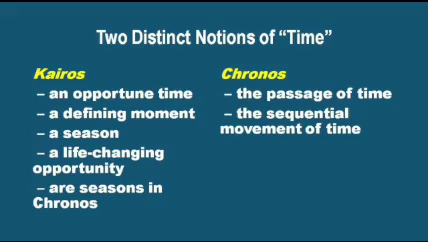 Two Distinct Notions of “Time”
Kairos
– an opportune time
– a defining moment
– a season
– a life-changing
opportunity
– are seasons in
Chronos
Chronos
– the passage of time
– the sequential
movement of time